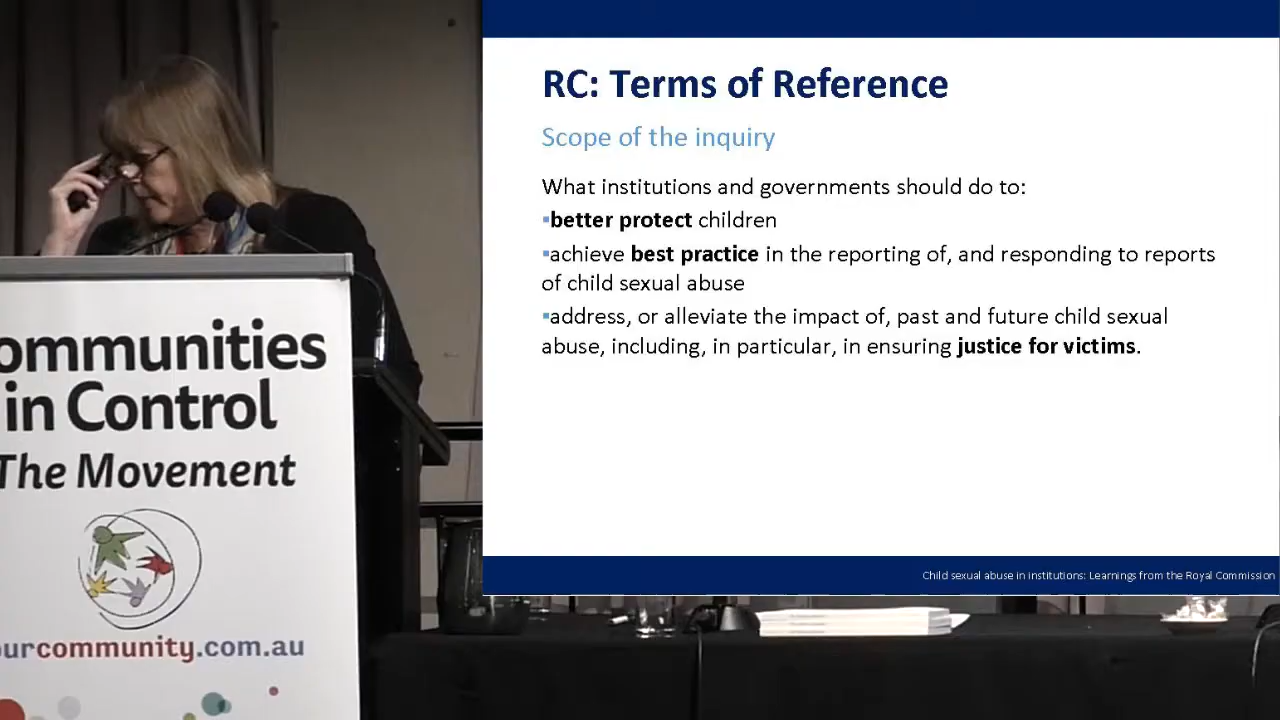 RC: Terms of Reference
Scope of the inquiry
What institutions and governments should do to:
▪better protect children
▪achieve best practice in the reporting of, and responding to reports
of child sexual abuse
▪address, or alleviate the impact of, past and future child sexual
abuse, including, in particular, in ensuring justice for victims.
Child sexual abuse in institutions: Learnings from the Royal Commission
ommunities
in Control
The Movement
ourcommunity.com.au